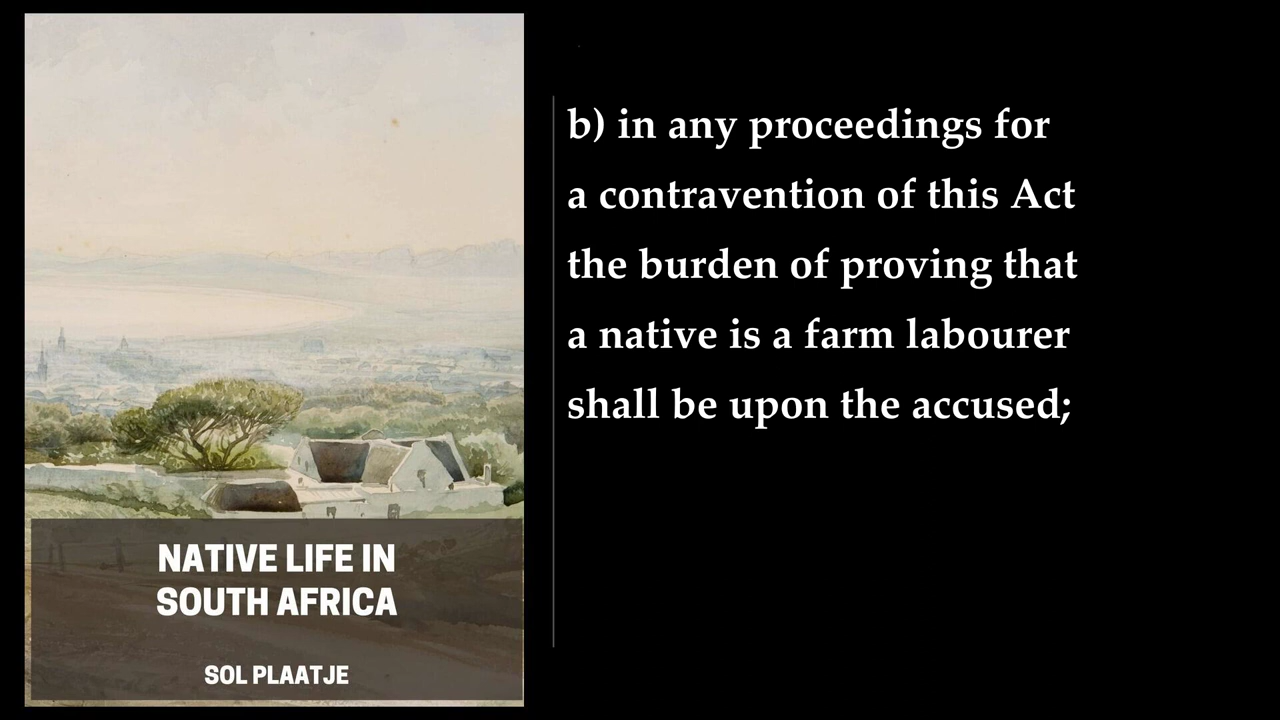 b) in any proceedings for
a contravention of this Act
the burden of proving that
a native is a farm labourer
shall be upon the accused;
NATIVE LIFE IN
SOUTH AFRICA
SOL PLAATJE